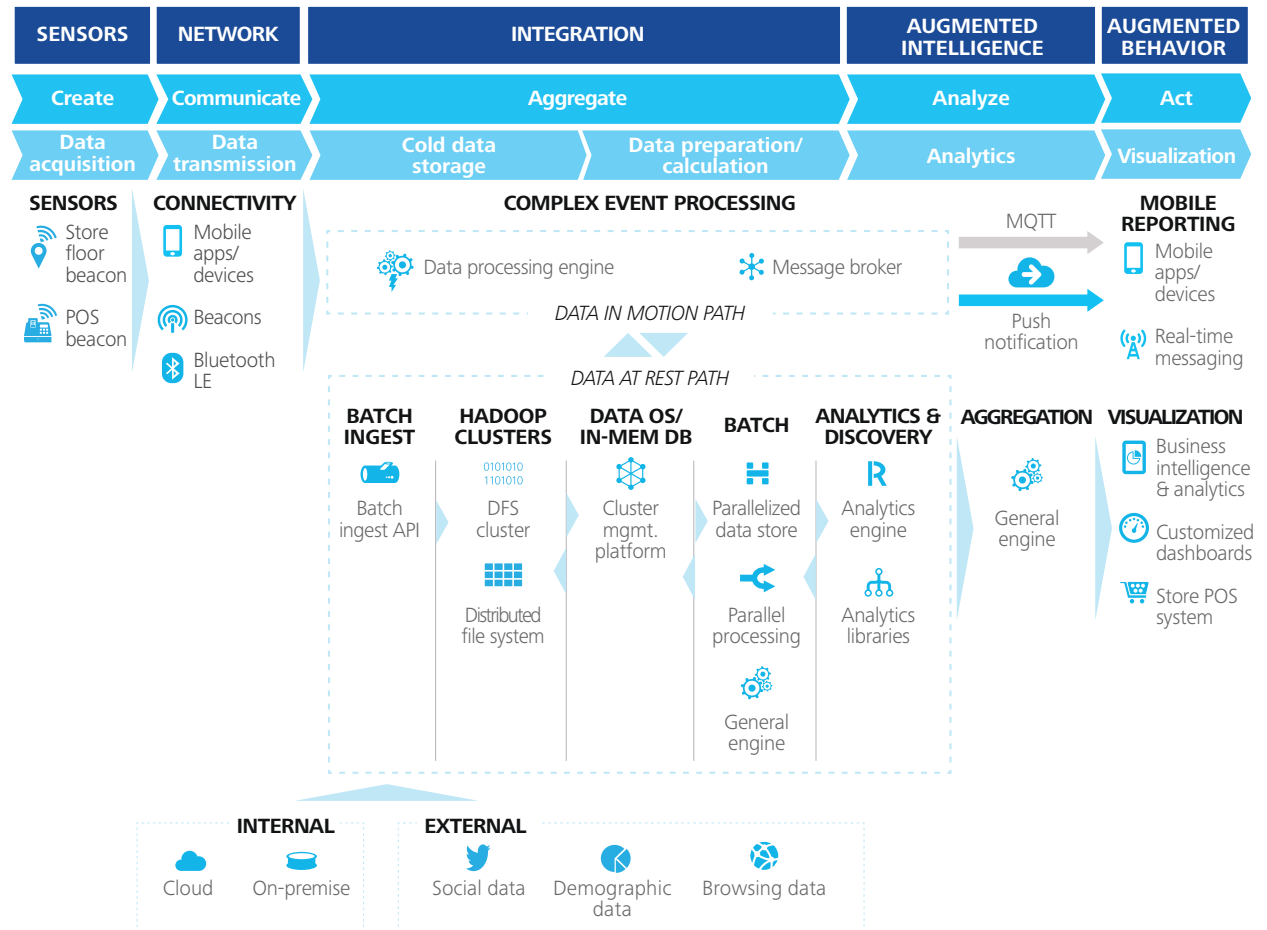 SENSORS
NETWORK
INTEGRATION
AUGMENTED
INTELLIGENCE
AUGMENTED
BEHAVIOR
Create
Communicate
Aggregate
Analyze
Act
Data
acquisition
Data
transmission
Cold data
storage
Data preparation/
calculation
Analytics
Visualization
SENSORS
Store
floor
beacon
POS
beacon
CONNECTIVITY
Mobile
apps/
devices
Beacons
Bluetooth
LE
COMPLEX EVENT PROCESSING
Data processing engine
Message broker
DATA IN MOTION PATH
MQTT
Push
notification
MOBILE
REPORTING
Mobile
apps/
devices
Real-time
messaging
DATA AT REST PATH
BATCH
INGEST
Batch
ingest API
HADOOP
CLUSTERS
0101010
1101010
DFS
cluster
Distributed
file system
DATA OS/
IN-MEM DB
Cluster
mgmt.
platform
BATCH
Parallelized
data store
Parallel
processing
General
engine
ANALYTICS &
DISCOVERY
R
Analytics
engine
Analytics
libraries
AGGREGATION
General
engine
VISUALIZATION
Business
intelligence
& analytics
Customized
dashboards
Store POS
system
INTERNAL
Cloud
On-premise
EXTERNAL
Social data
Demographic
data
Browsing data